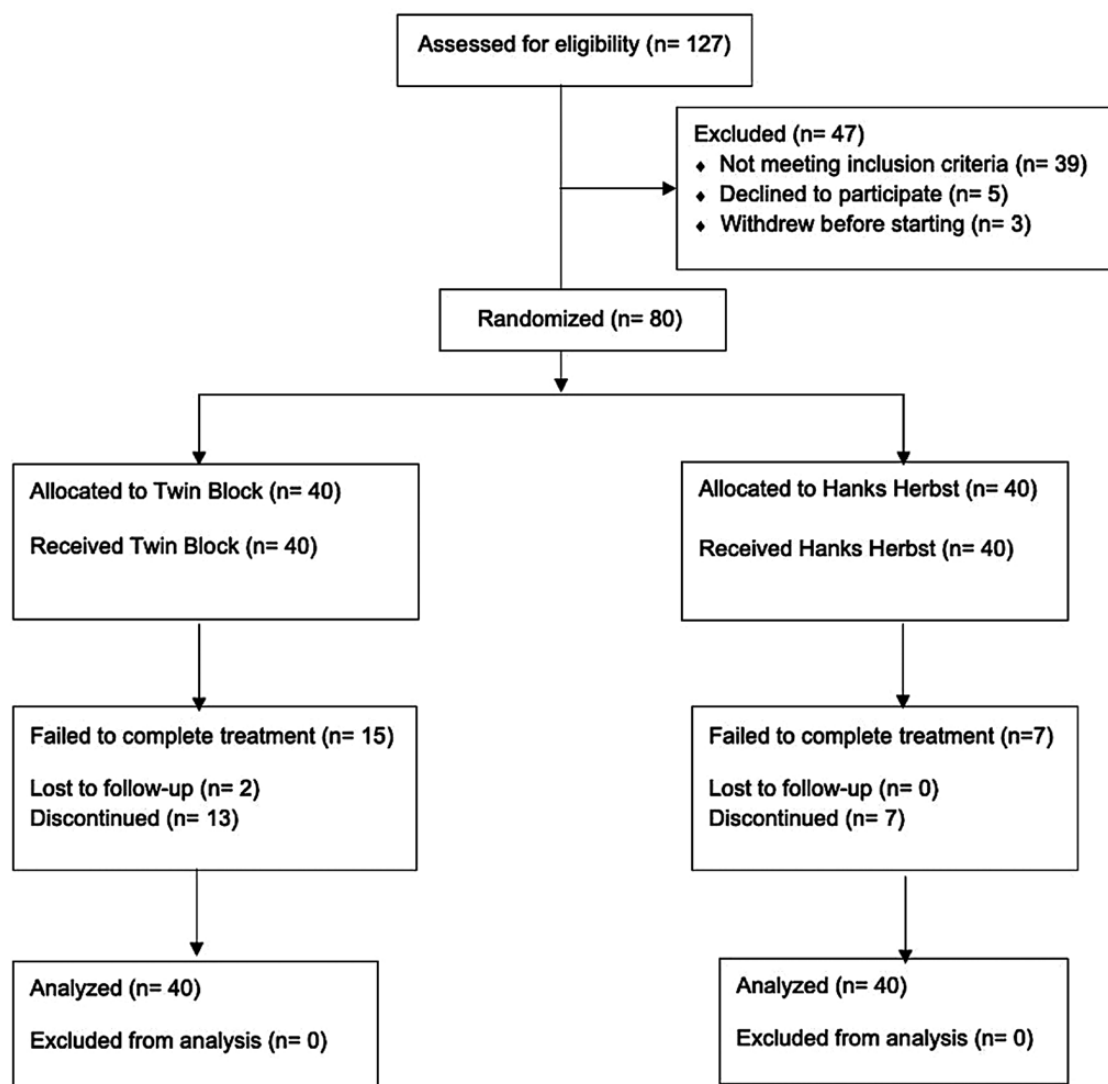 Assessed for eligibility (n= 127)
Excluded (n= 47)
♦ Not meeting inclusion criteria (n= 39)
♦ Declined to participate (n= 5)
♦ Withdrew before starting (n= 3)
Randomized (n= 80)
Allocated to Twin Block (n= 40)
Received Twin Block (n= 40)
Allocated to Hanks Herbst (n= 40)
Received Hanks Herbst (n= 40)
Failed to complete treatment (n= 15)
Lost to follow-up (n= 2)
Discontinued (n= 13)
Failed to complete treatment (n=7)
Lost to follow-up (n= 0)
Discontinued (n= 7)
Analyzed (n= 40)
Excluded from analysis (n= 0)
Analyzed (n= 40)
Excluded from analysis (n= 0)